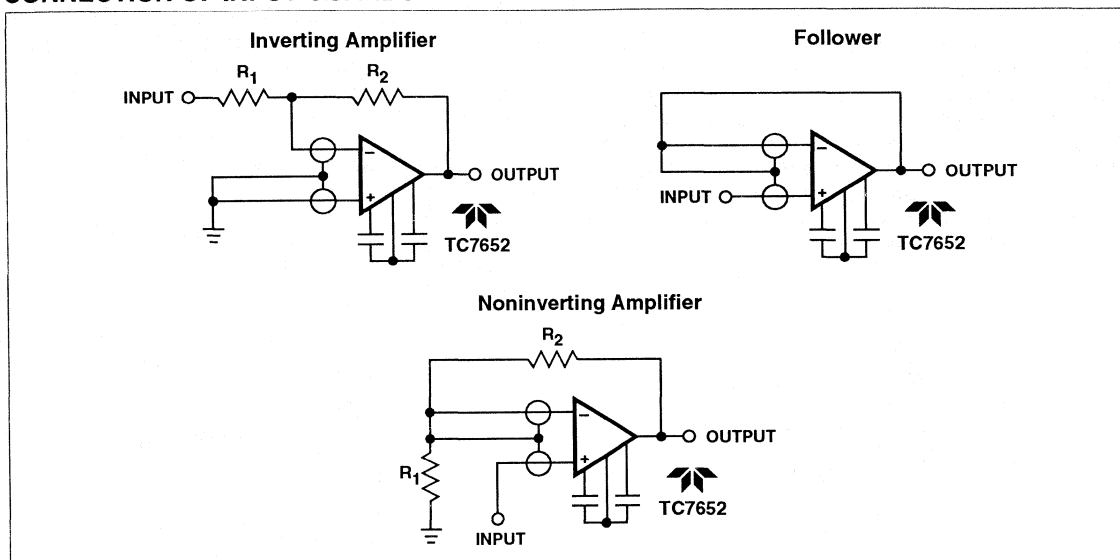 Inverting Amplifier
R1
R2
INPUT
−
+
OUTPUT
TC7652
Follower
−
+
INPUT
OUTPUT
TC7652
Noninverting Amplifier
R2
−
+
OUTPUT
R1
INPUT
TC7652